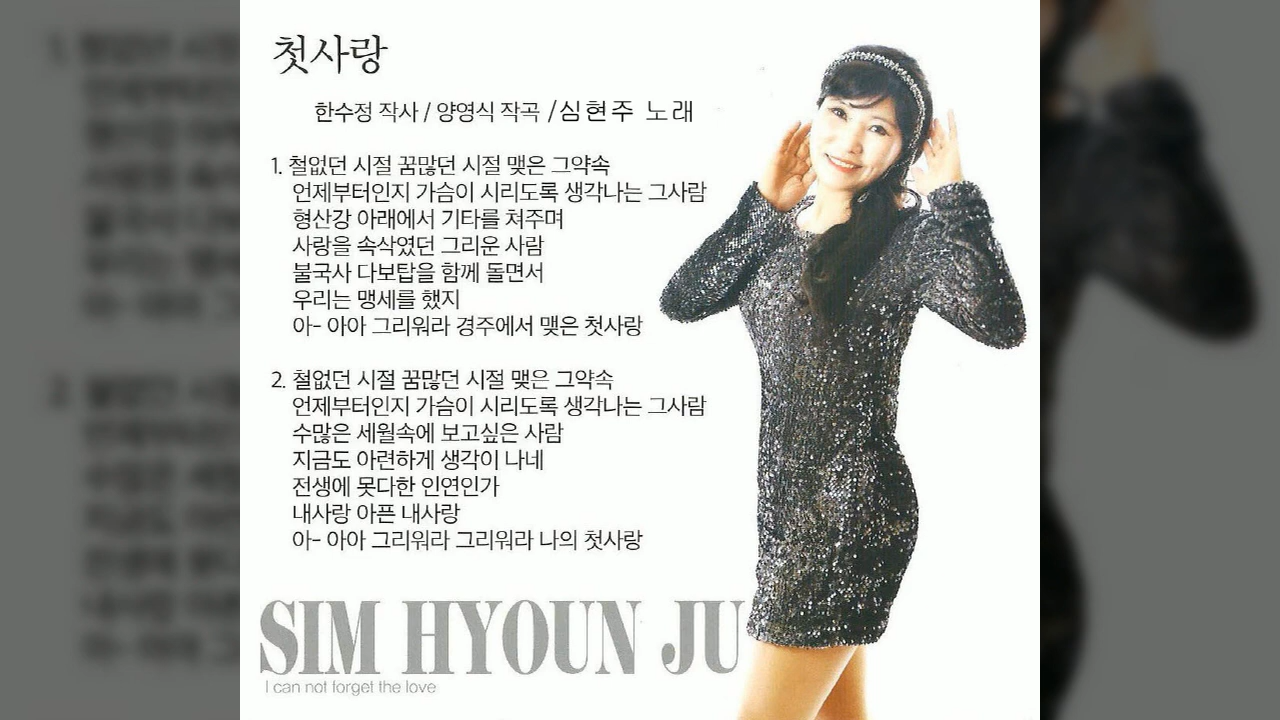 첫사랑
한수정 작사 / 양영식 작곡 / 심현주 노래
1. 철없던 시절 꿈많던 시절 맺은 그약속
언제부터인지 가슴이 시리도록 생각나는 그사람
형산강 아래에서 기타를 쳐주며
사랑을 속삭였던 그리운 사람
불국사 다보탑을 함께 돌면서
우리는 맹세를 했지
아- 아아 그리워라 경주에서 맺은 첫사랑
2. 철없던 시절 꿈많던 시절 맺은 그약속
언제부터인지 가슴이 시리도록 생각나는 그사람
수많은 세월속에 보고싶은 사람
지금도 아련하게 생각이 나네
전생에 못다한 인연인가
내사랑 아픈 내사랑
아- 아아 그리워라 그리워라 나의 첫사랑
SIM HYOUN JU
I can not forget the love